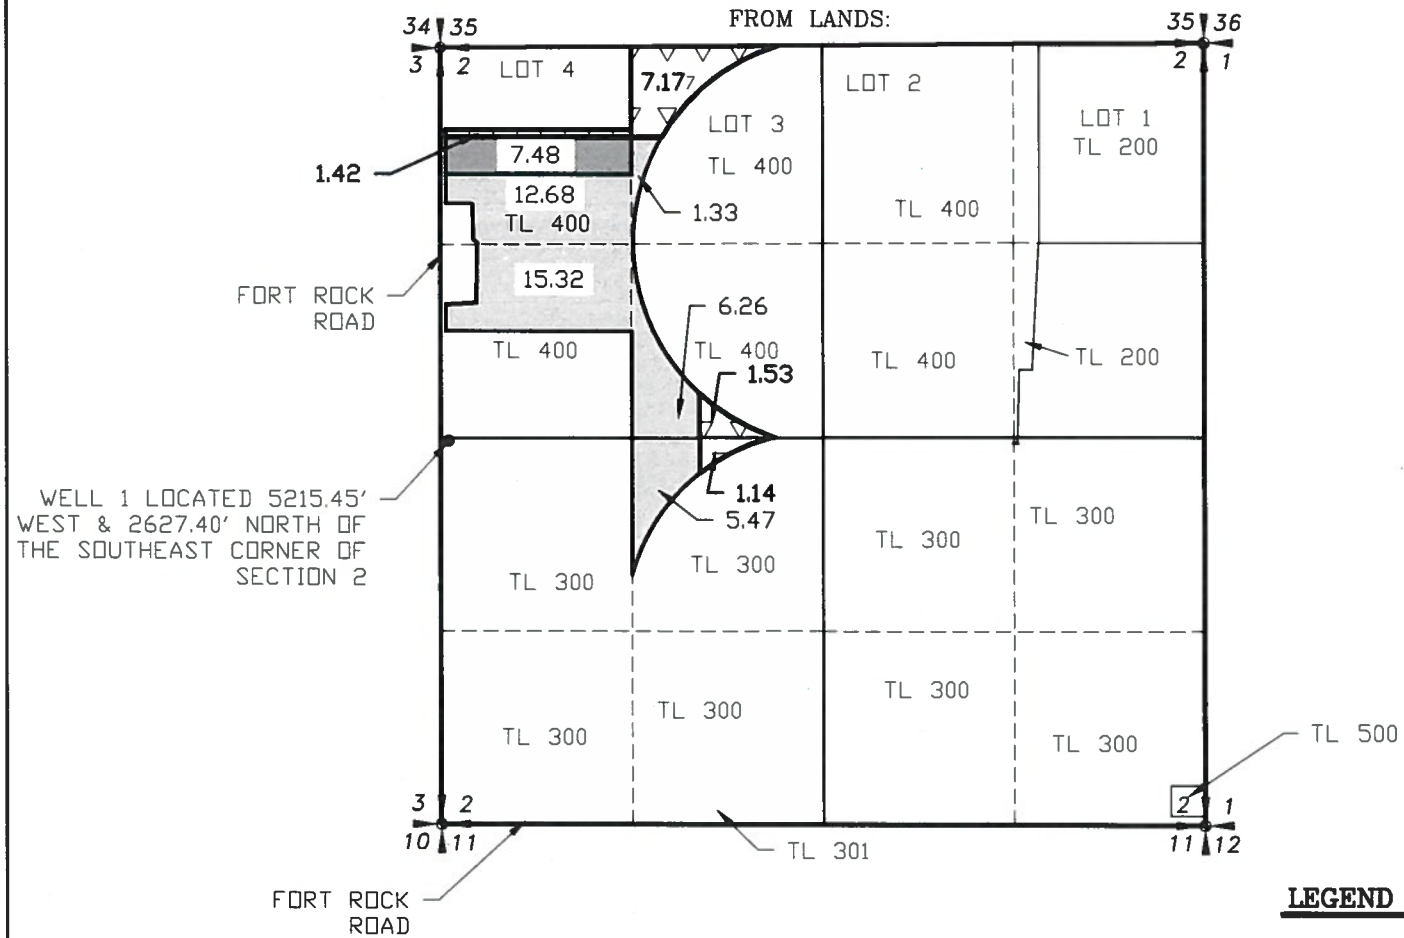 FROM LANDS:
34 35
3 2
35 36
2 1
LOT 4
7.17
LOT 2
LOT 3
TL 400
LOT 1
TL 200
7.48
1.42
12.68
TL 400
1.33
TL 400
15.32
FORT ROCK
ROAD
6.26
TL 400
TL 400
1.53
TL 400
TL 200
WELL 1 LOCATED 5215.45'
WEST & 2627.40' NORTH OF
THE SOUTHEAST CORNER OF
SECTION 2
1.14
5.47
TL 300
TL 300
TL 300
TL 300
TL 300
TL 300
TL 300
TL 300
TL 500
2
3 2
10 11
1
11 12
TL 301
FORT ROCK
ROAD
LEGEND